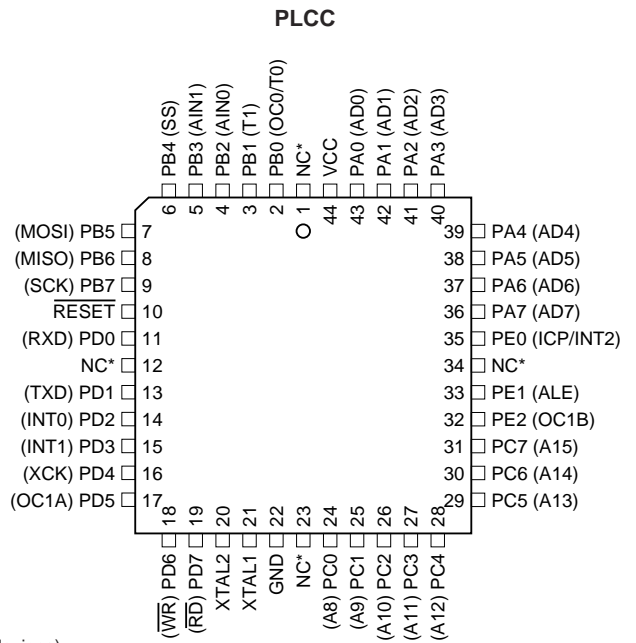 PLCC
PB4 (SS)
PB3 (AIN1)
PB2 (AIN0)
PB1 (T1)
PB0 (OC0/T0)
NC*
VCC
PA0 (AD0)
PA1 (AD1)
PA2 (AD2)
PA3 (AD3)
6
5
4
3
2
1
44
43
42
41
40
(MOSI) PB5 7
(MISO) PB6 8
(SCK) PB7 9
RESET 10
(RXD) PD0 11
NC* 12
(TXD) PD1 13
(INT0) PD2 14
(INT1) PD3 15
(XCK) PD4 16
(OC1A) PD5 17
39 PA4 (AD4)
38 PA5 (AD5)
37 PA6 (AD6)
36 PA7 (AD7)
35 PE0 (ICP/INT2)
34 NC*
33 PE1 (ALE)
32 PE2 (OC1B)
31 PC7 (A15)
30 PC6 (A14)
29 PC5 (A13)
18
19
20
21
22
23
24
25
26
27
28
(WR) PD6
(RD) PD7
XTAL2
XTAL1
GND
NC*
(A8) PC0
(A9) PC1
(A10) PC2
(A11) PC3
(A12) PC4